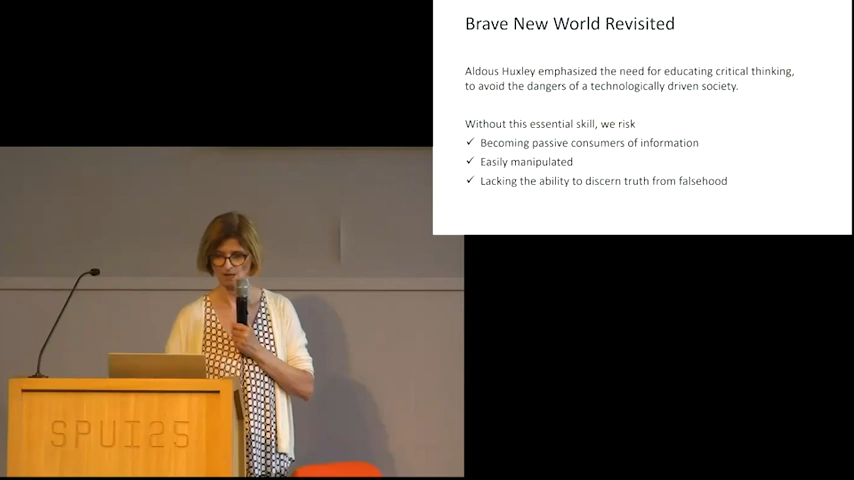 Brave New World Revisited
Aldous Huxley emphasized the need for educating critical thinking,
to avoid the dangers of a technologically driven society.
Without this essential skill, we risk
✓ Becoming passive consumers of information
✓ Easily manipulated
✓ Lacking the ability to discern truth from falsehood
SPUI25